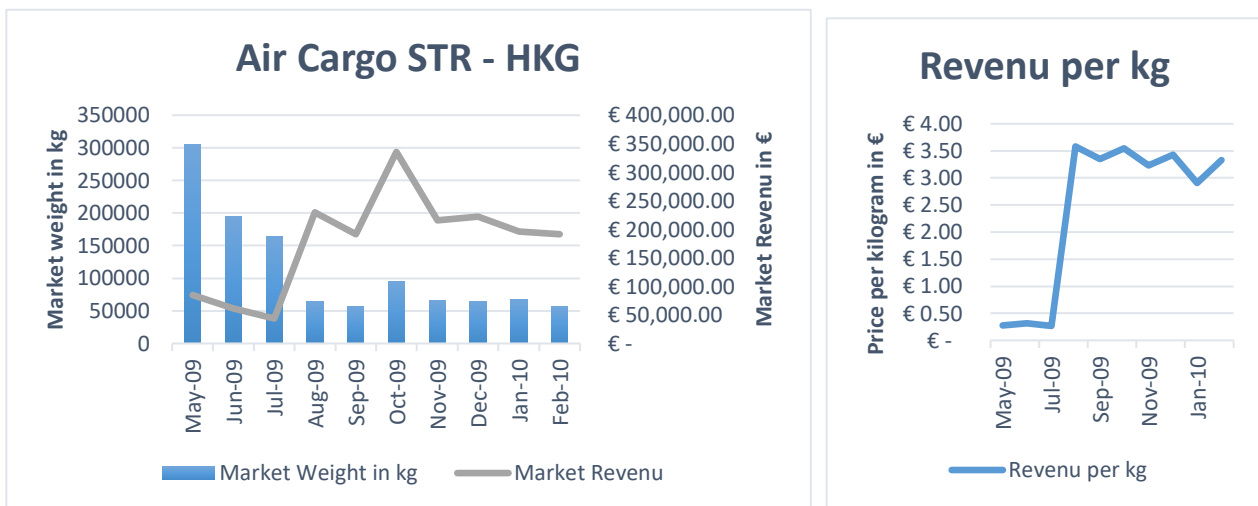 Air Cargo STR - HKG
Market weight in kg
350000
300000
250000
200000
150000
100000
50000
0
€ 400,000.00
€ 350,000.00
€ 300,000.00
€ 250,000.00
€ 200,000.00
€ 150,000.00
€ 100,000.00
€ 50,000.00
€ -
Market Revenu in €
May-09
Jun-09
Jul-09
Aug-09
Sep-09
Oct-09
Nov-09
Dec-09
Jan-10
Feb-10
Market Weight in kg
Market Revenu
Revenu per kg
Price per kilogram in €
€ 4.00
€ 3.50
€ 3.00
€ 2.50
€ 2.00
€ 1.50
€ 1.00
€ 0.50
€ -
May-09
Jul-09
Sep-09
Nov-09
Jan-10
Revenu per kg